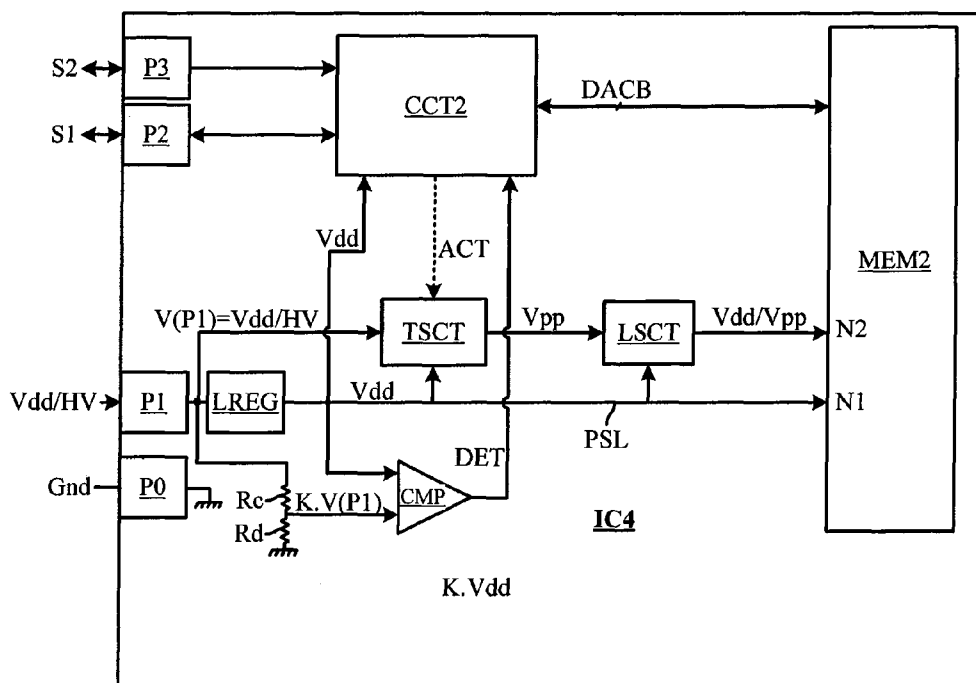 S2
P3
CCT2
DACB
S1
P2
Vdd
ACT
MEM2
V(P1)=Vdd/HV
TSCT
Vpp
LSCT
Vdd/Vpp
N2
Vdd/HV
P1
LREG
Vdd
PSL
N1
Gnd
P0
Rc
K.V(P1)
CMP
DET
Rd
IC4
K.Vdd